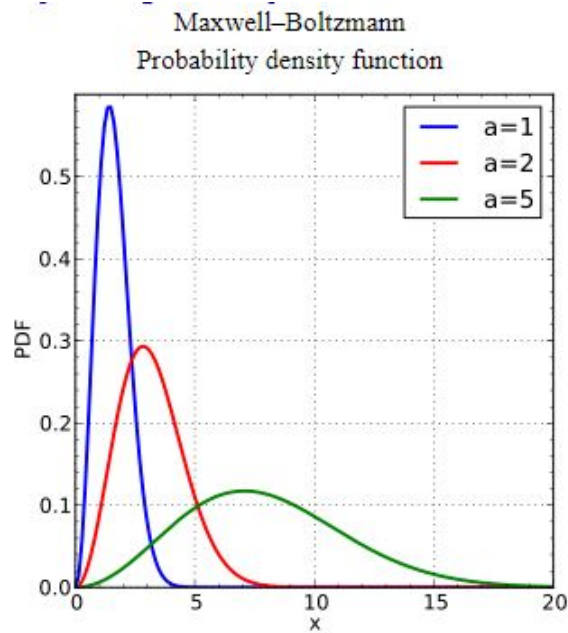 Maxwell–Boltzmann
Probability density function
a=1
a=2
a=5
0.5
0.4
0.3
0.2
0.1
0.0
PDF
0 5 10 15 20
x